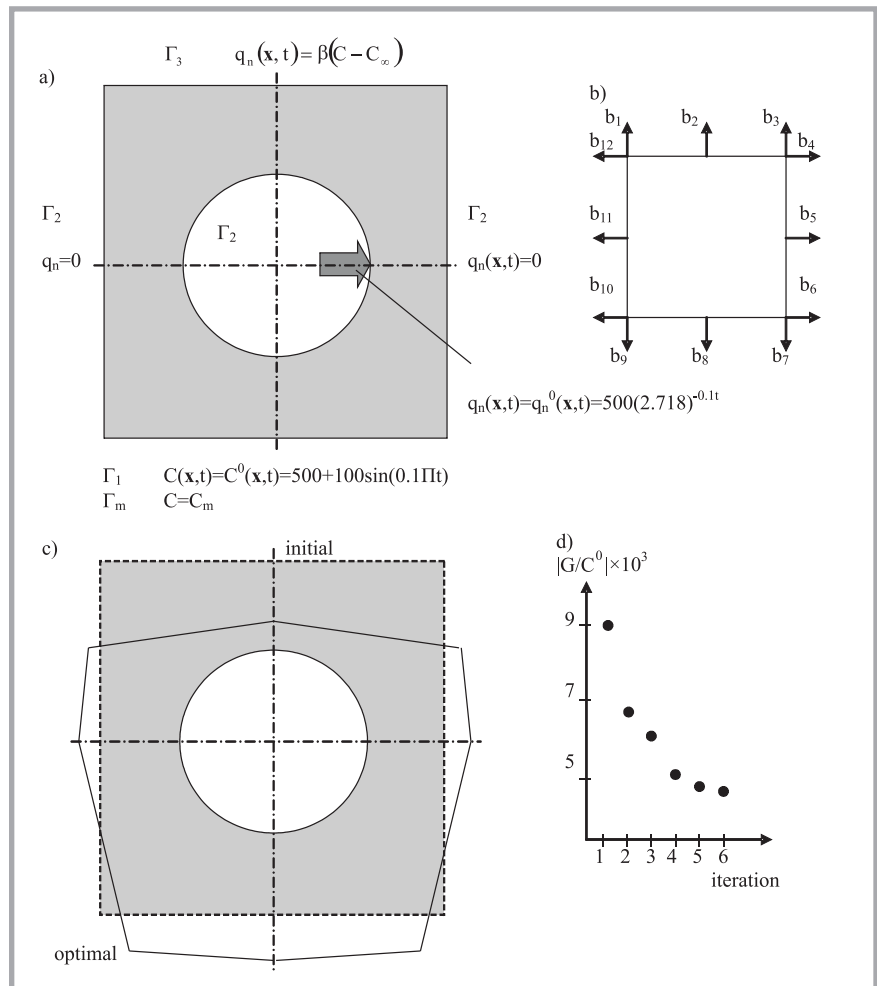 Γ₃ qₙ(x, t) = β(C − C∞)
a)
Γ₂
Γ₂
Γ₂
qₙ=0
qₙ(x,t)=0
qₙ(x,t)=qₙ⁰(x,t)=500(2.718)⁻⁰·¹ᵗ
Γ₁ C(x,t)=C⁰(x,t)=500+100sin(0.1Πt)
Γₘ C=Cₘ
b)
b₁ b₂ b₃
b₁₂ b₄
b₁₁ b₅
b₁₀ b₆
b₉ b₈ b₇
c)
initial
optimal
d)
|G/C⁰|×10³
9
7
5
1 2 3 4 5 6
iteration